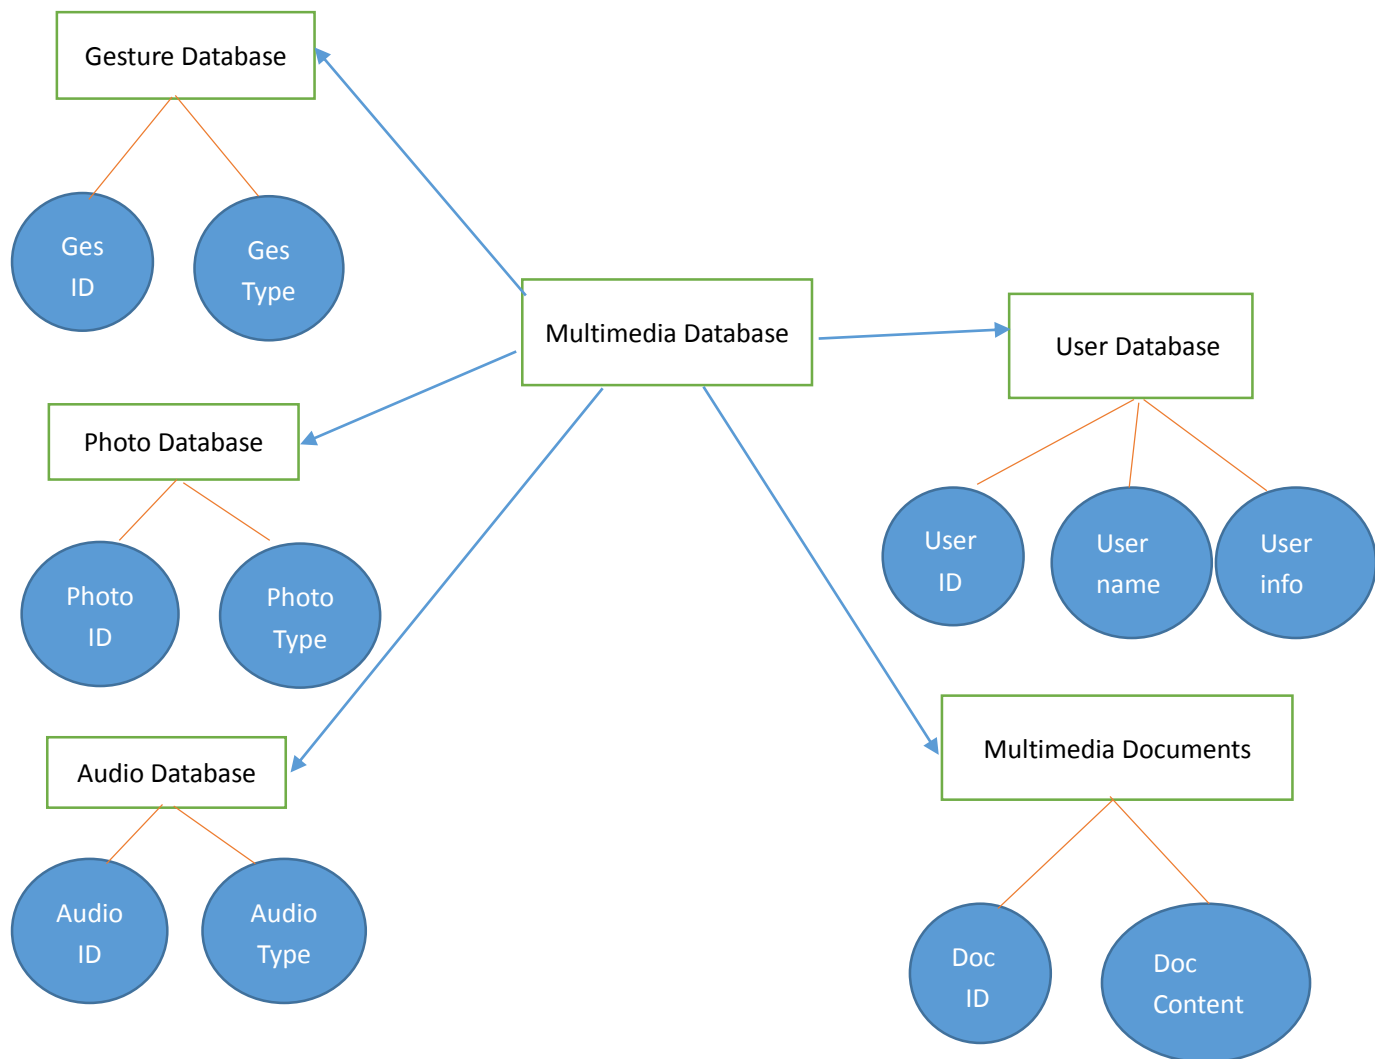 Gesture Database
Ges
ID
Ges
Type
Multimedia Database
User Database
Photo Database
Photo
ID
Photo
Type
User
ID
User
name
User
info
Audio Database
Audio
ID
Audio
Type
Multimedia Documents
Doc
ID
Doc
Content